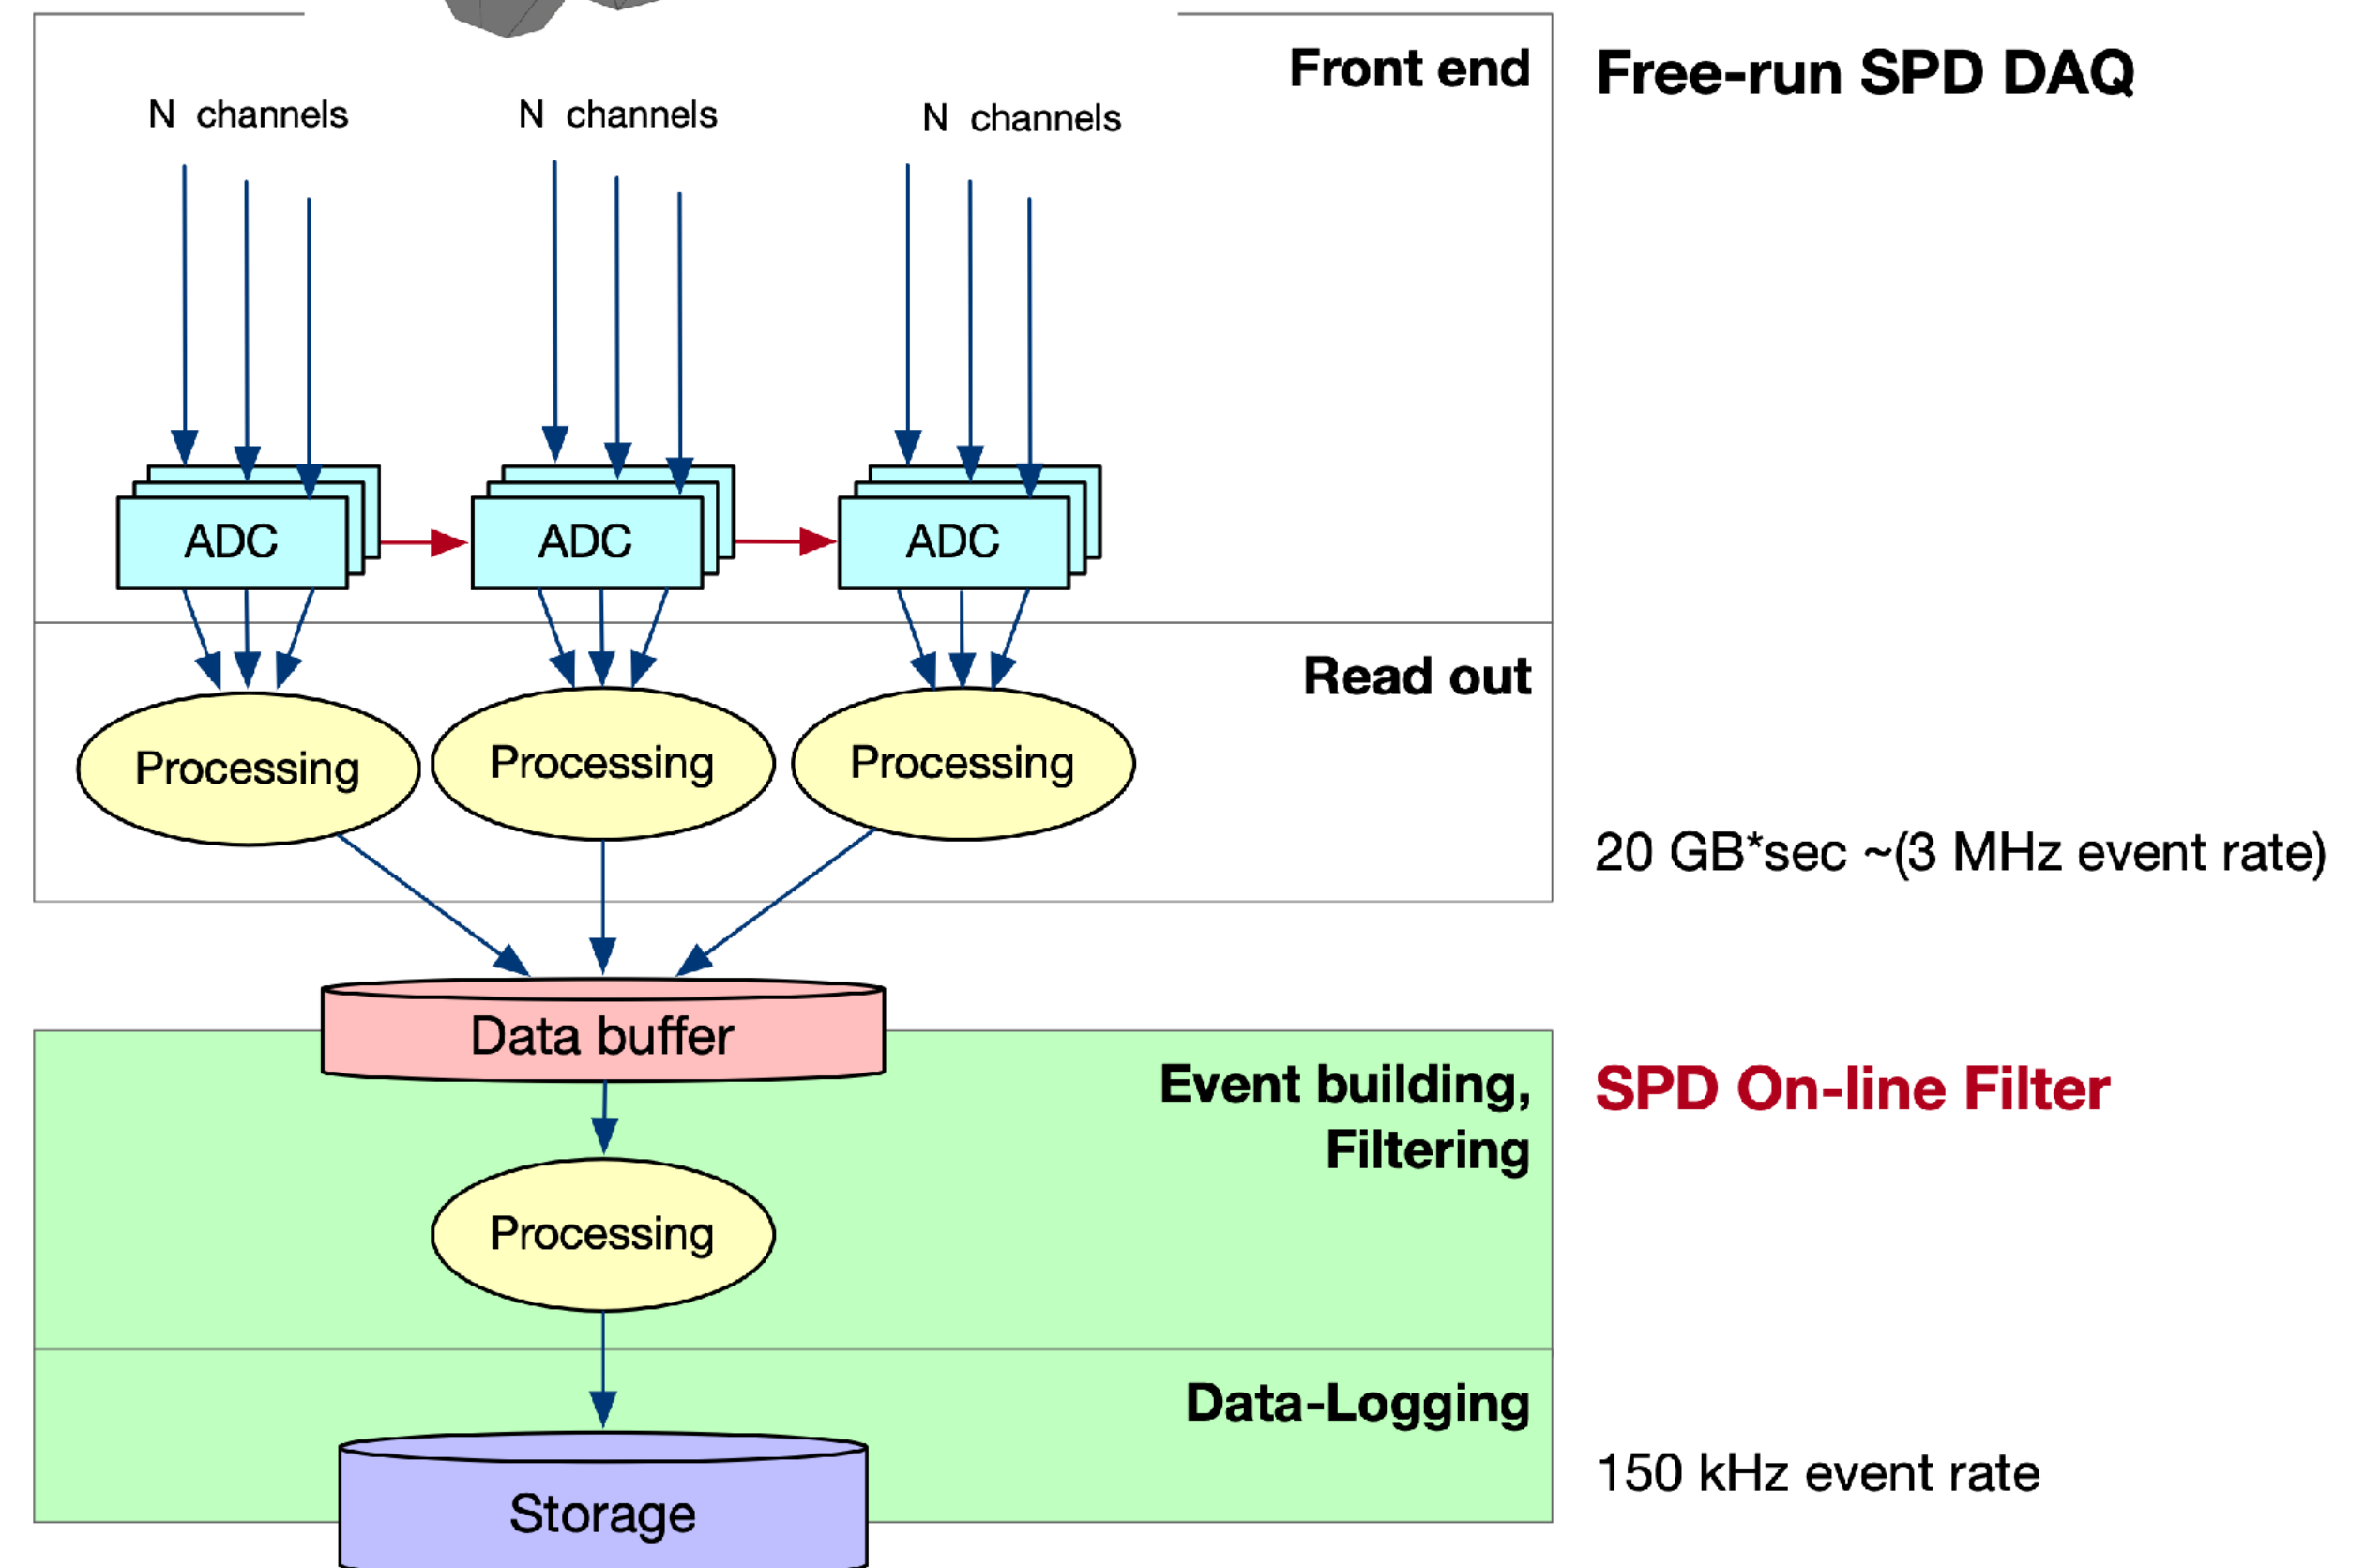 Front end
Free-run SPD DAQ
N channels
N channels
N channels
ADC
ADC
ADC
Read out
Processing
Processing
Processing
20 GB*sec ~(3 MHz event rate)
Data buffer
Event building,
Filtering
SPD On-line Filter
Processing
Data-Logging
150 kHz event rate
Storage